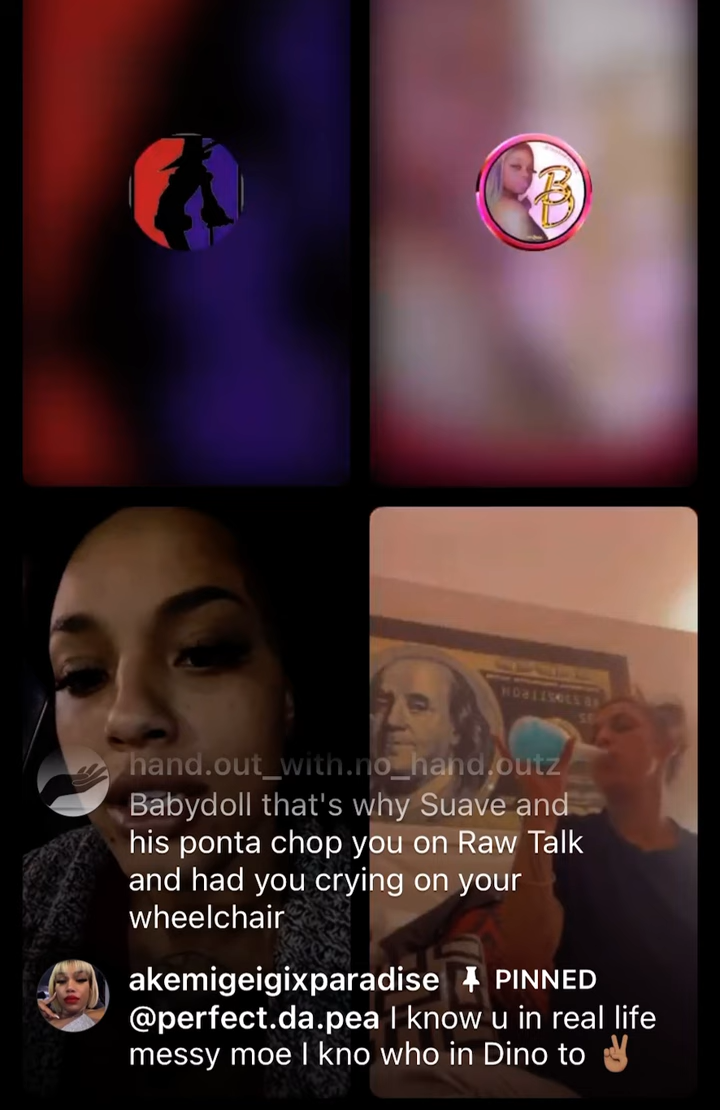 BD
hand.out_with.no_hand.outz
Babydoll that's why Suave and
his ponta chop you on Raw Talk
and had you crying on your
wheelchair
akemigeigixparadise PINNED
@perfect.da.pea I know u in real life
messy moe I kno who in Dino to ✌🏽